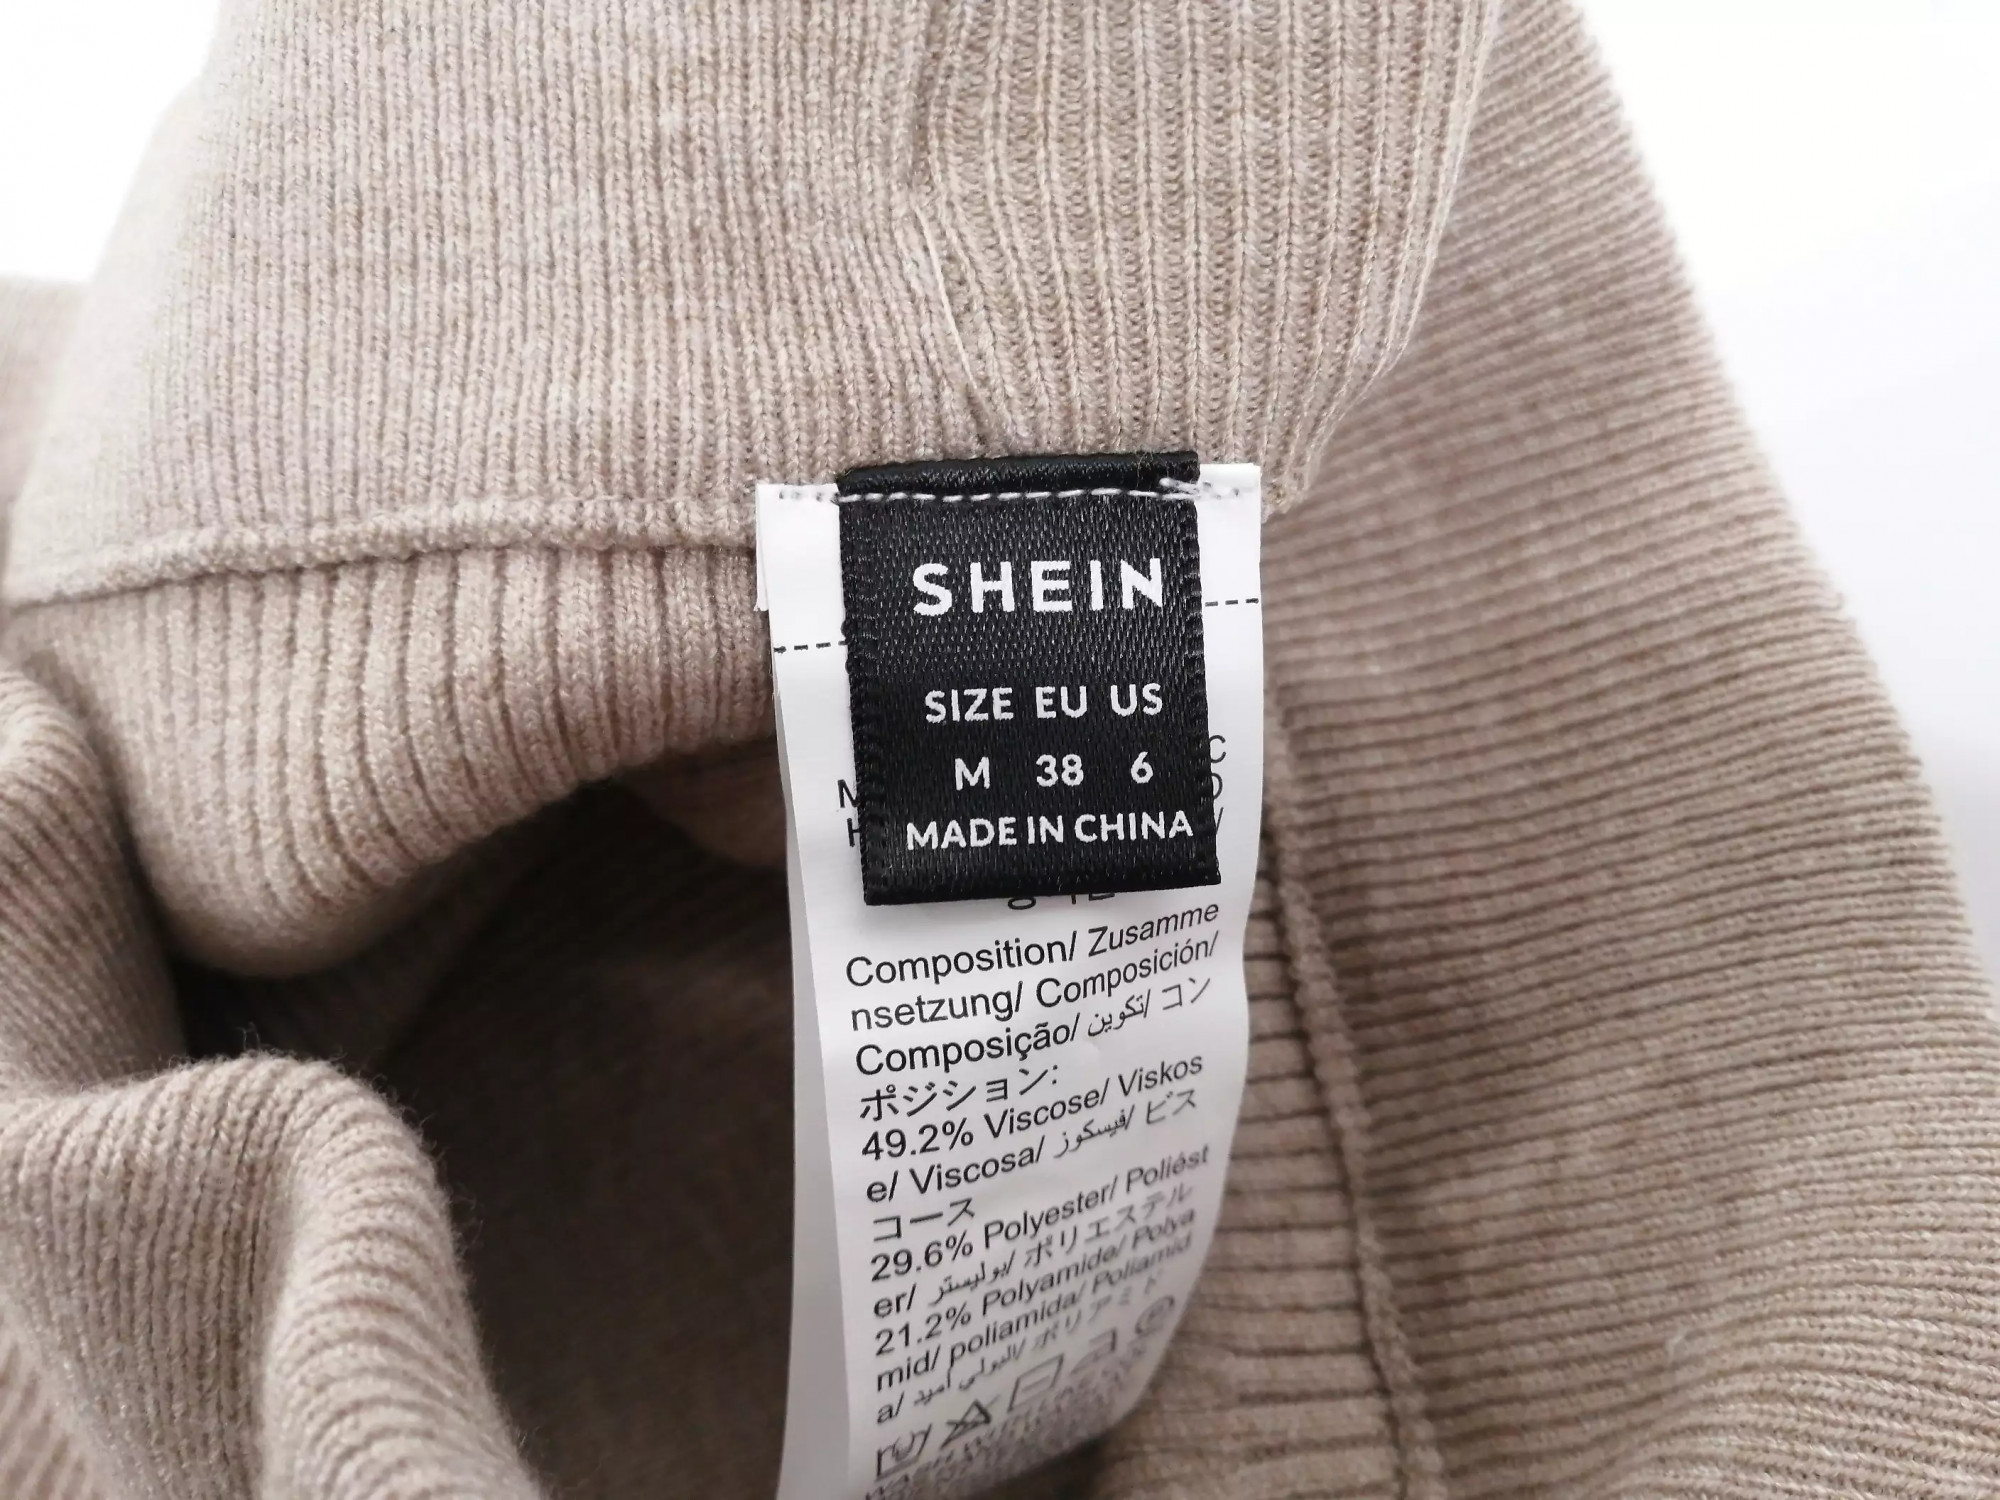 SHEIN
SIZE EU US
M 38 6
MADE IN CHINA
Composition/ Zusamme
nsetzung/ Composición/
Composição/ تكوين/ コン
ポジション:
49.2% Viscose/ Viskos
e/ Viscosa/ فيسكوز/ ビス
コース
29.6% Polyester/ Poliést
er/ بوليستر/ ポリエステル
21.2% Polyamide/ Polya
mid/ poliamida/ Poliamid
a/ البولي أميد/ ポリアミド